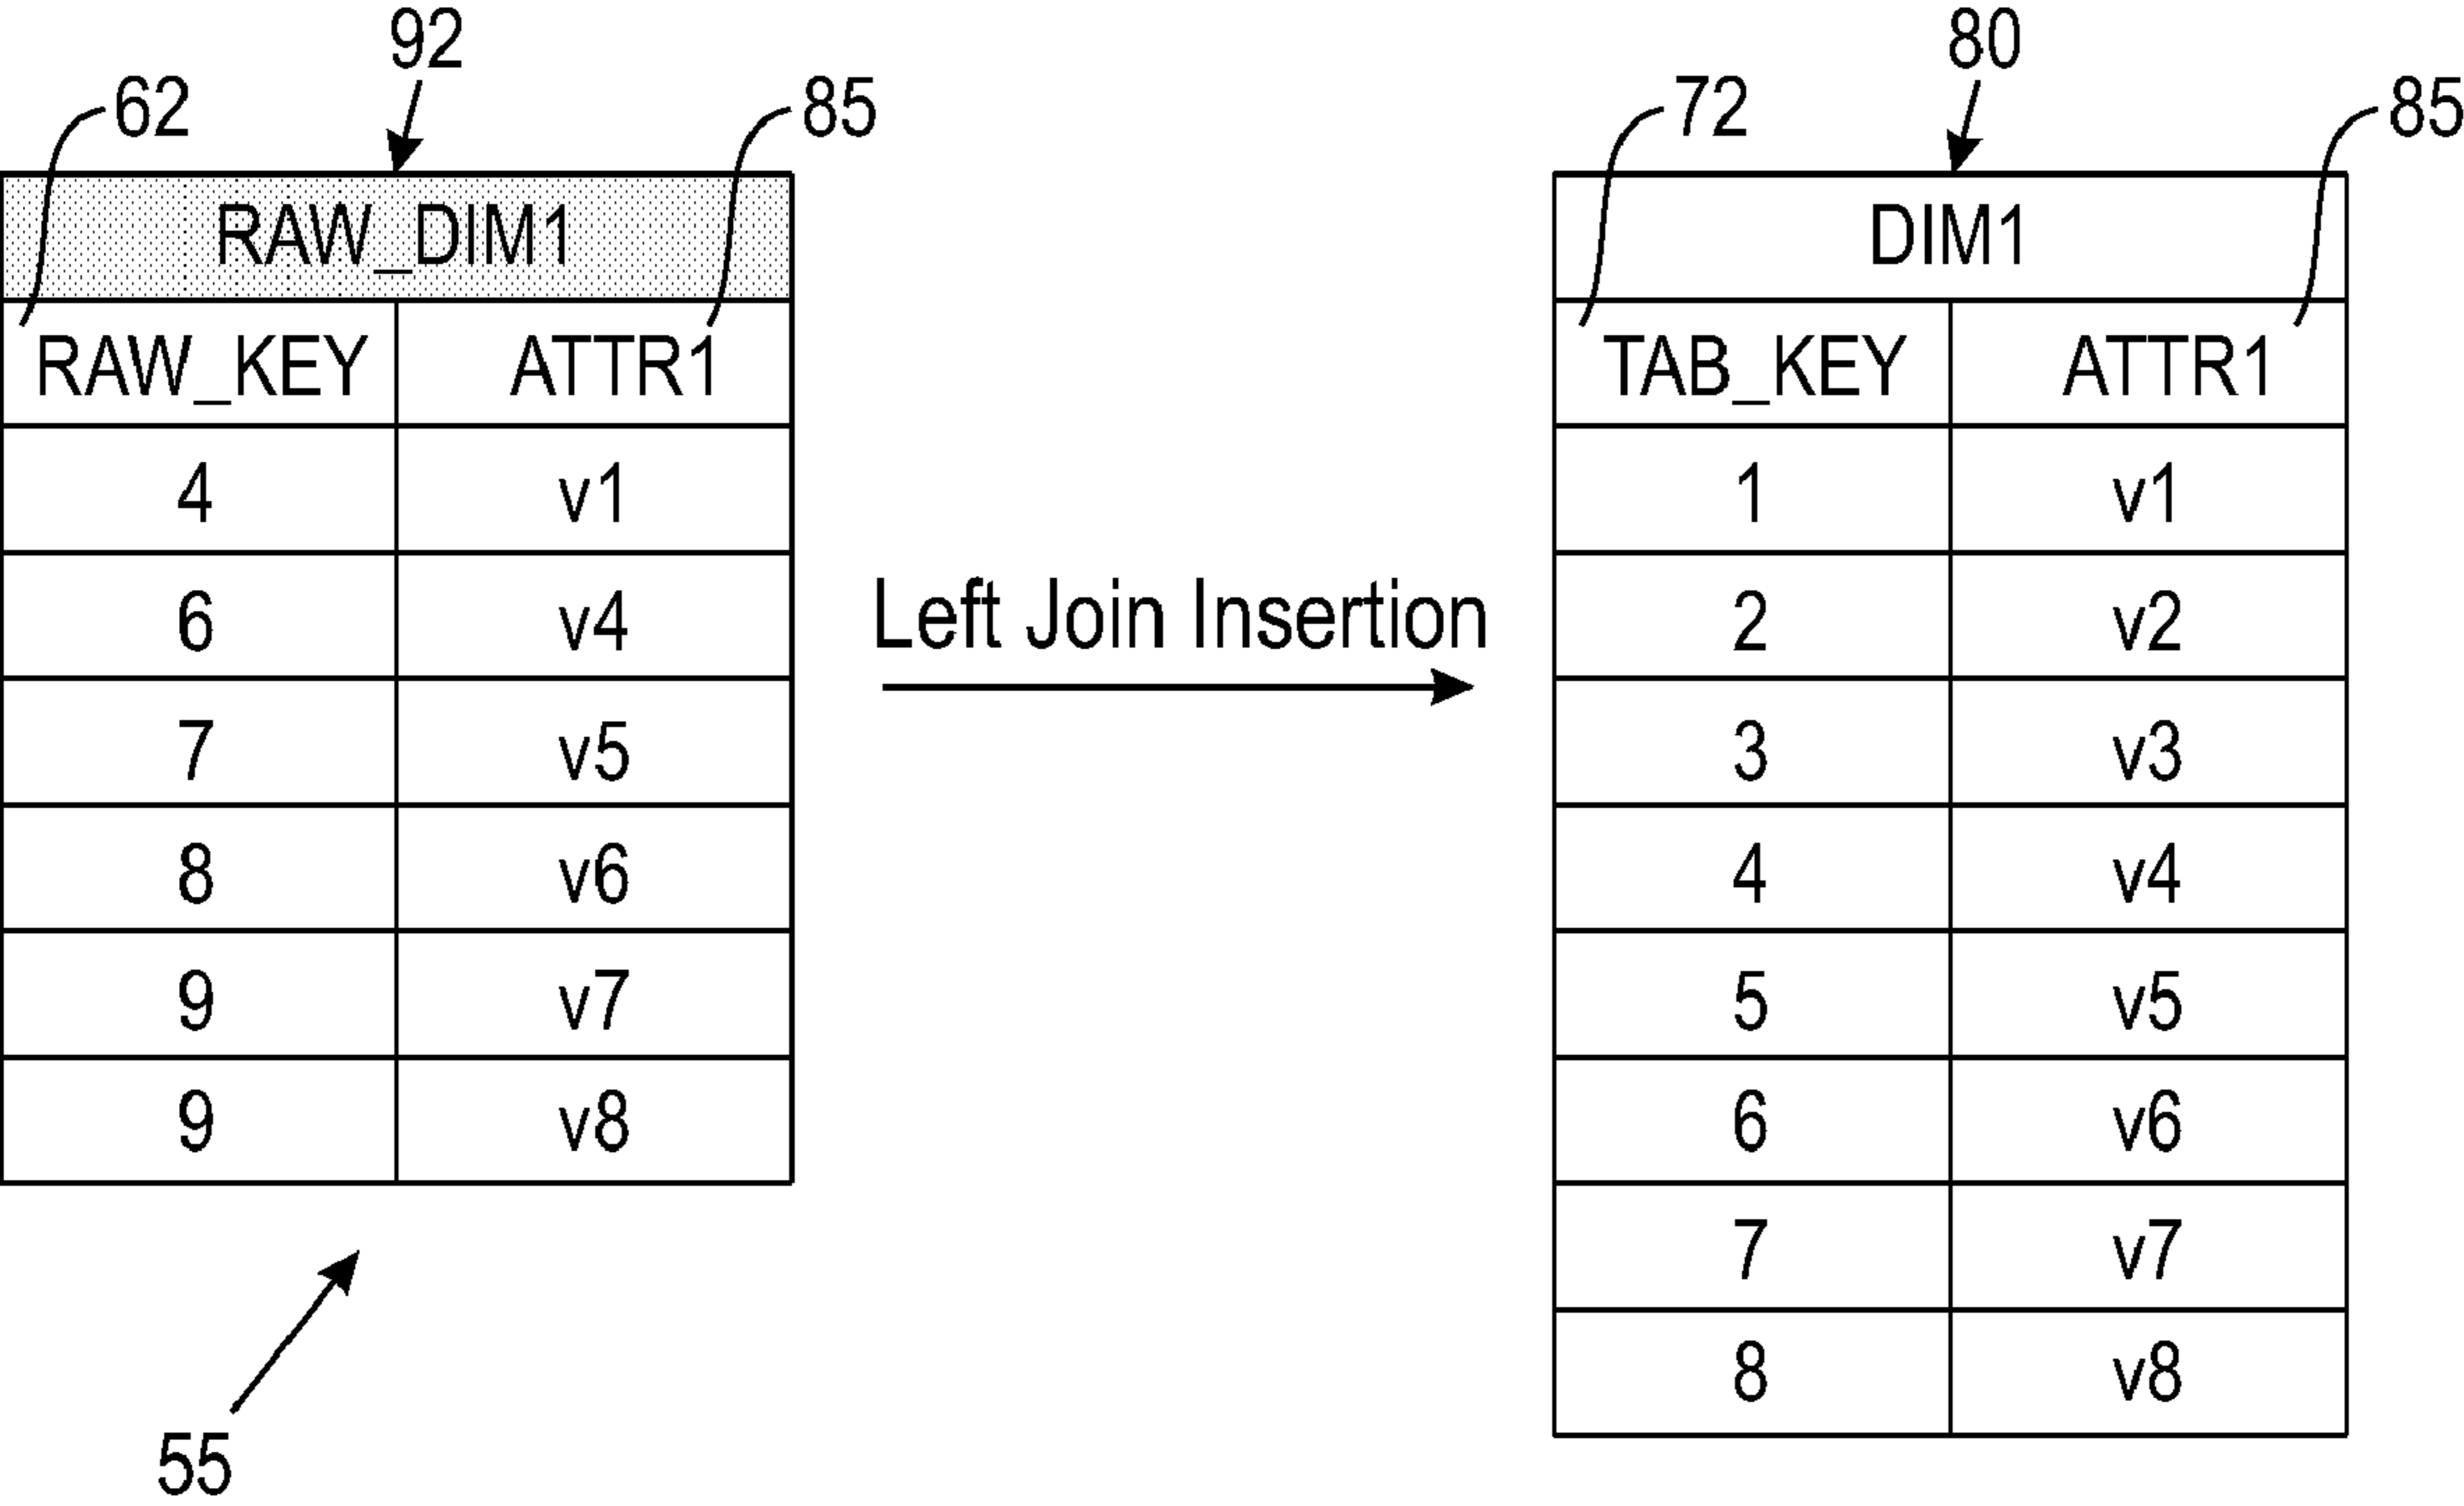 92
80
62
85
72
85
RAW_DIM1
DIM1
RAW_KEY ATTR1
TAB_KEY ATTR1
4 v1
1 v1
6 v4
Left Join Insertion
2 v2
7 v5
3 v3
8 v6
4 v4
9 v7
5 v5
9 v8
6 v6
7 v7
8 v8
55